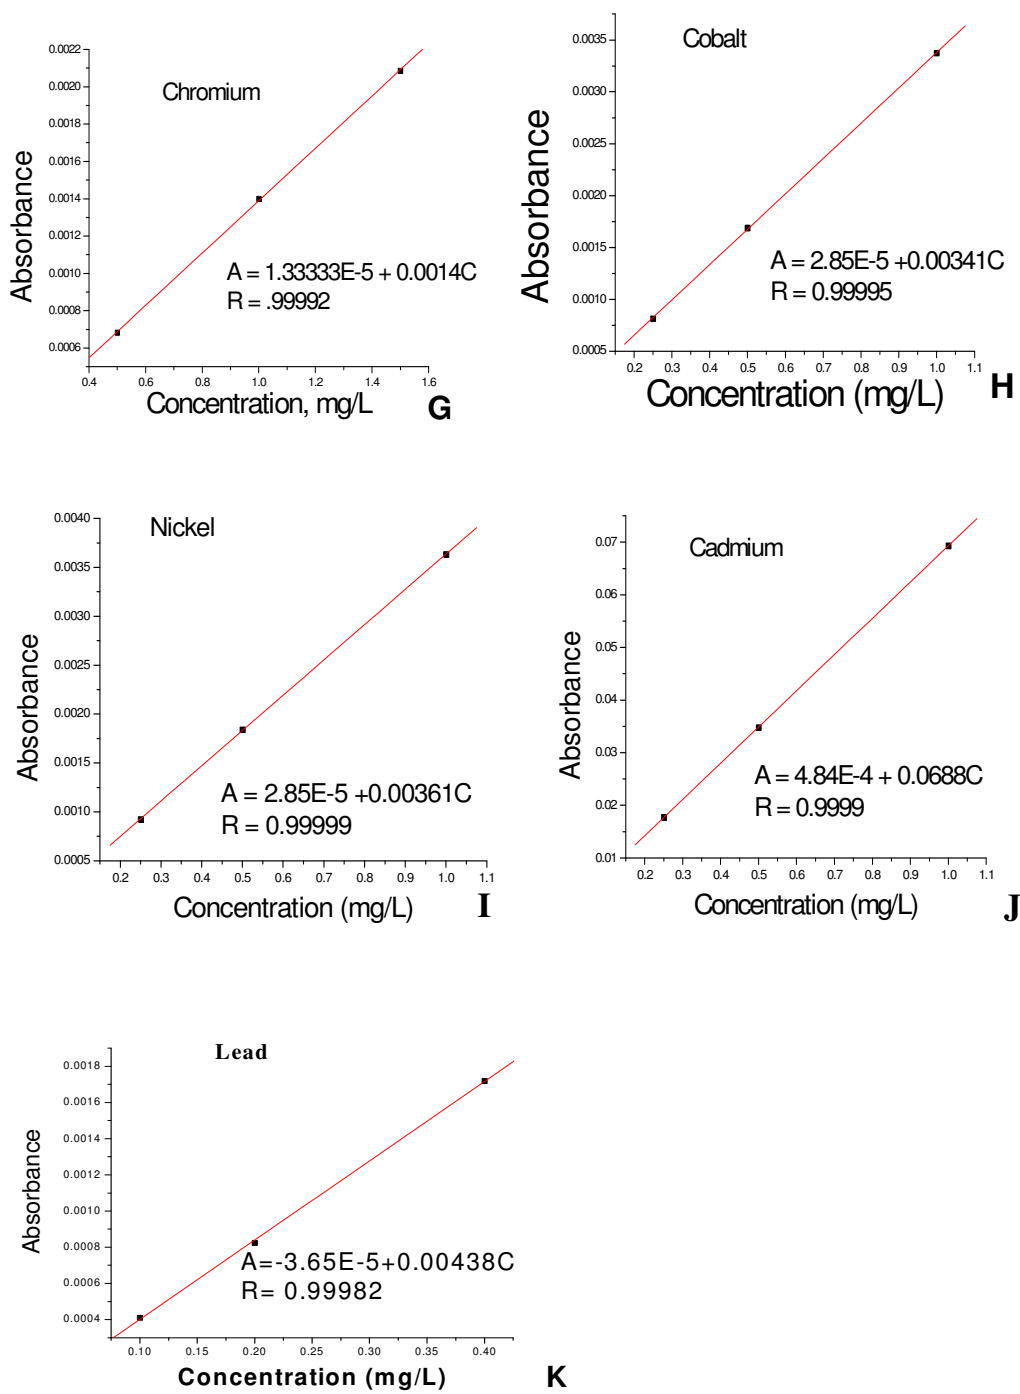 Chromium
0.0022
0.0020
0.0018
0.0016
0.0014
0.0012
0.0010
0.0008
0.0006
Absorbance
A = 1.33333E-5 + 0.0014C
R = .99992
0.4 0.6 0.8 1.0 1.2 1.4 1.6
Concentration, mg/L
G
Cobalt
0.0035
0.0030
0.0025
0.0020
0.0015
0.0010
0.0005
Absorbance
A = 2.85E-5 +0.00341C
R = 0.99995
0.2 0.3 0.4 0.5 0.6 0.7 0.8 0.9 1.0 1.1
Concentration (mg/L)
H
Nickel
0.0040
0.0035
0.0030
0.0025
0.0020
0.0015
0.0010
0.0005
Absorbance
A = 2.85E-5 +0.00361C
R = 0.99999
0.2 0.3 0.4 0.5 0.6 0.7 0.8 0.9 1.0 1.1
Concentration (mg/L)
I
Cadmium
0.07
0.06
0.05
0.04
0.03
0.02
0.01
Absorbance
A = 4.84E-4 + 0.0688C
R = 0.9999
0.2 0.3 0.4 0.5 0.6 0.7 0.8 0.9 1.0 1.1
Concentration (mg/L)
J
Lead
0.0018
0.0016
0.0014
0.0012
0.0010
0.0008
0.0006
0.0004
Absorbance
A=-3.65E-5+0.00438C
R= 0.99982
0.10 0.15 0.20 0.25 0.30 0.35 0.40
Concentration (mg/L)
K